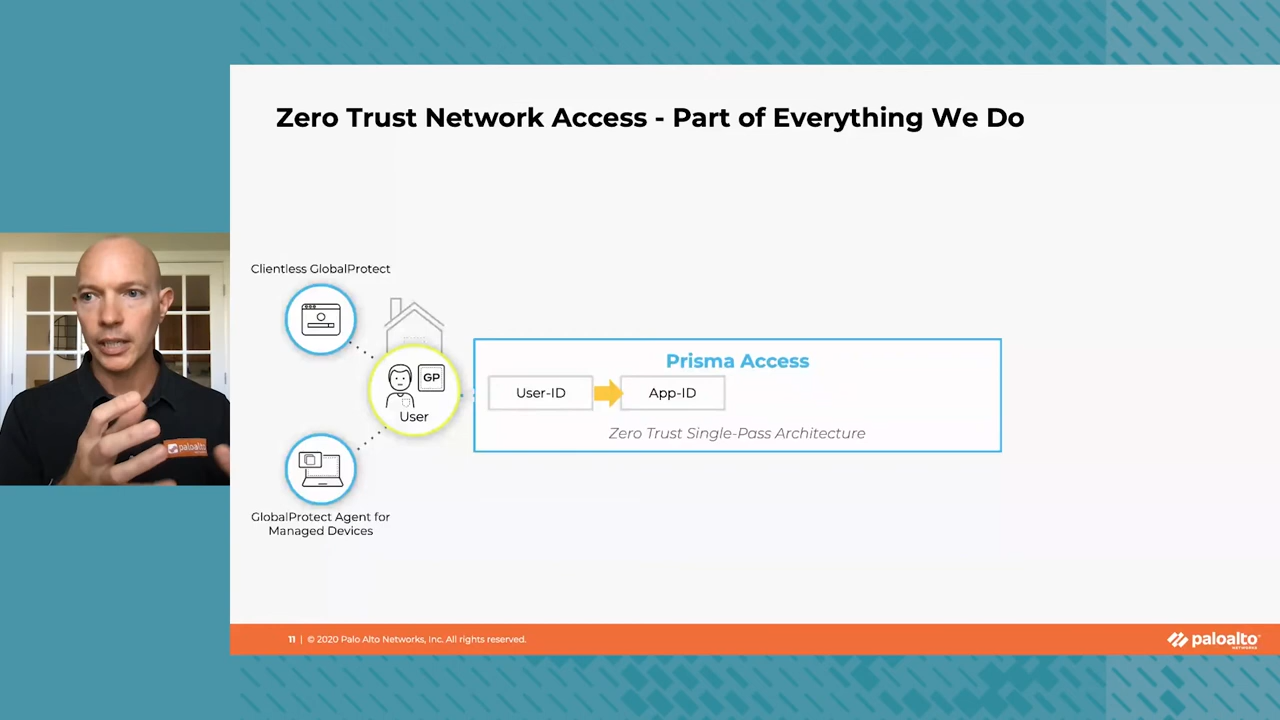 Zero Trust Network Access - Part of Everything We Do
Clientless GlobalProtect
GP
User
GlobalProtect Agent for
Managed Devices
Prisma Access
User-ID
App-ID
Zero Trust Single-Pass Architecture
paloalto
11 | © 2020 Palo Alto Networks, Inc. All rights reserved.
paloalto
NETWORKS